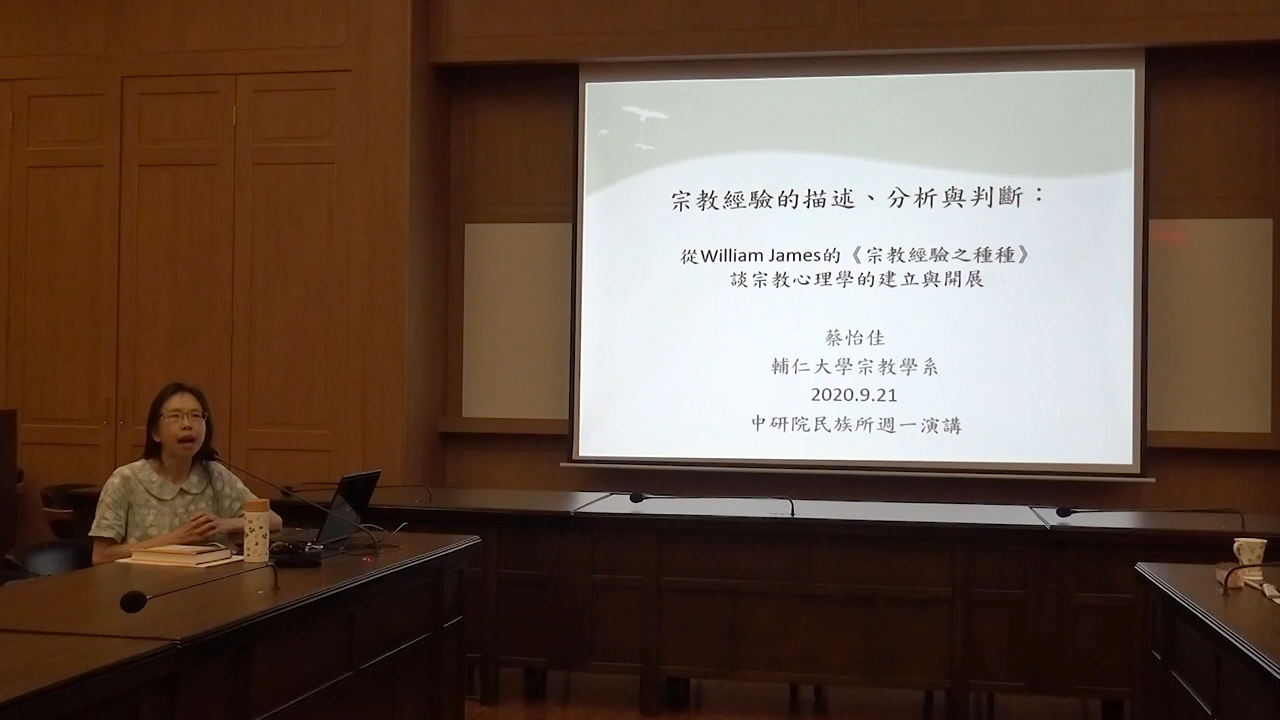 宗教經驗的描述、分析與判斷：
從William James的《宗教經驗之種種》
談宗教心理學的建立與開展
蔡怡佳
輔仁大學宗教學系
2020.9.21
中研院民族所週一演講